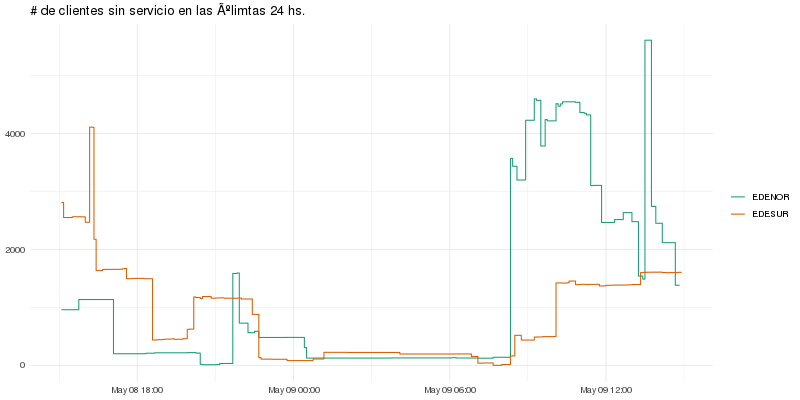 # de clientes sin servicio en las Ãºlimtas 24 hs.
4000
2000
0
May 08 18:00
May 09 00:00
May 09 06:00
May 09 12:00
EDENOR
EDESUR